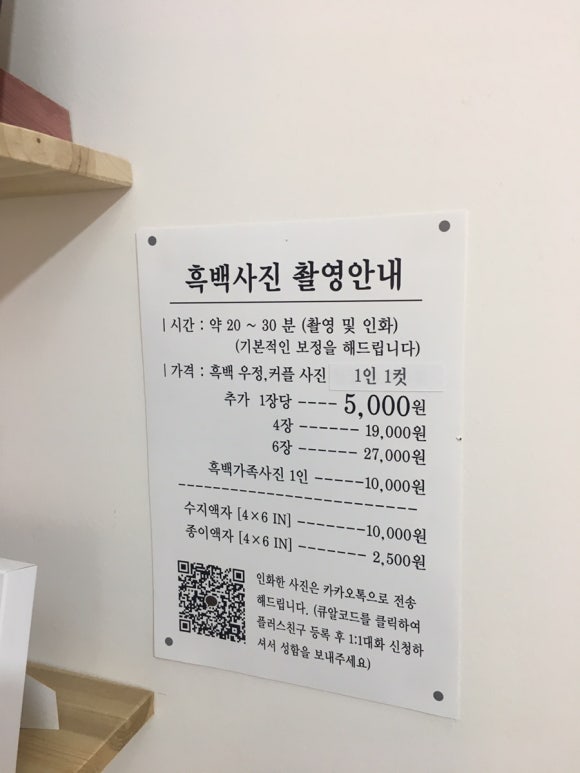 흑백사진 촬영안내
| 시간 : 약 20 ~ 30 분 (촬영 및 인화)
(기본적인 보정을 해드립니다)
| 가격 : 흑백 우정,커플 사진 1인 1컷
추가 1장당 ---- 5,000원
4장 ------ 19,000원
6장 ------ 27,000원
흑백가족사진 1인 -----10,000원
------------------------
수지액자 [4×6 IN] -------10,000원
종이액자 [4×6 IN] ------- 2,500원
인화한 사진은 카카오톡으로 전송
해드립니다. (큐알코드를 클릭하여
플러스친구 등록 후 1:1대화 신청하
셔서 성함을 보내주세요)